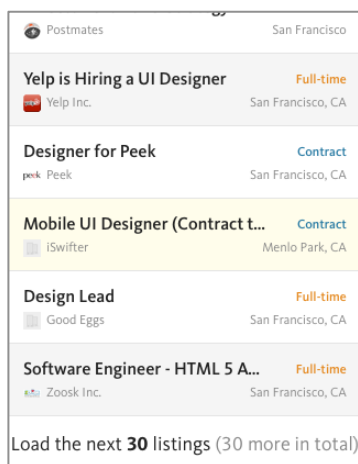 Postmates San Francisco
Yelp is Hiring a UI Designer Full-time
Yelp Inc. San Francisco, CA
Designer for Peek Contract
peek Peek San Francisco, CA
Mobile UI Designer (Contract t... Contract
iSwifter Menlo Park, CA
Design Lead Full-time
Good Eggs San Francisco, CA
Software Engineer - HTML 5 A... Full-time
Zoosk Inc. San Francisco, CA
Load the next 30 listings (30 more in total)